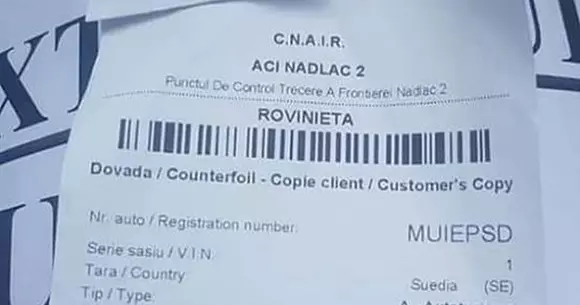 C.N.A.I.R.
ACI NADLAC 2
Punctul De Control Trecere A Frontierei Nadlac 2
ROVINIETA
Dovada / Counterfoil - Copie client / Customer's Copy
Nr. auto / Registration number: MUIEPSD
Serie sasiu / V.I.N. 1
Tara / Country Suedia (SE)
Tip / Type: